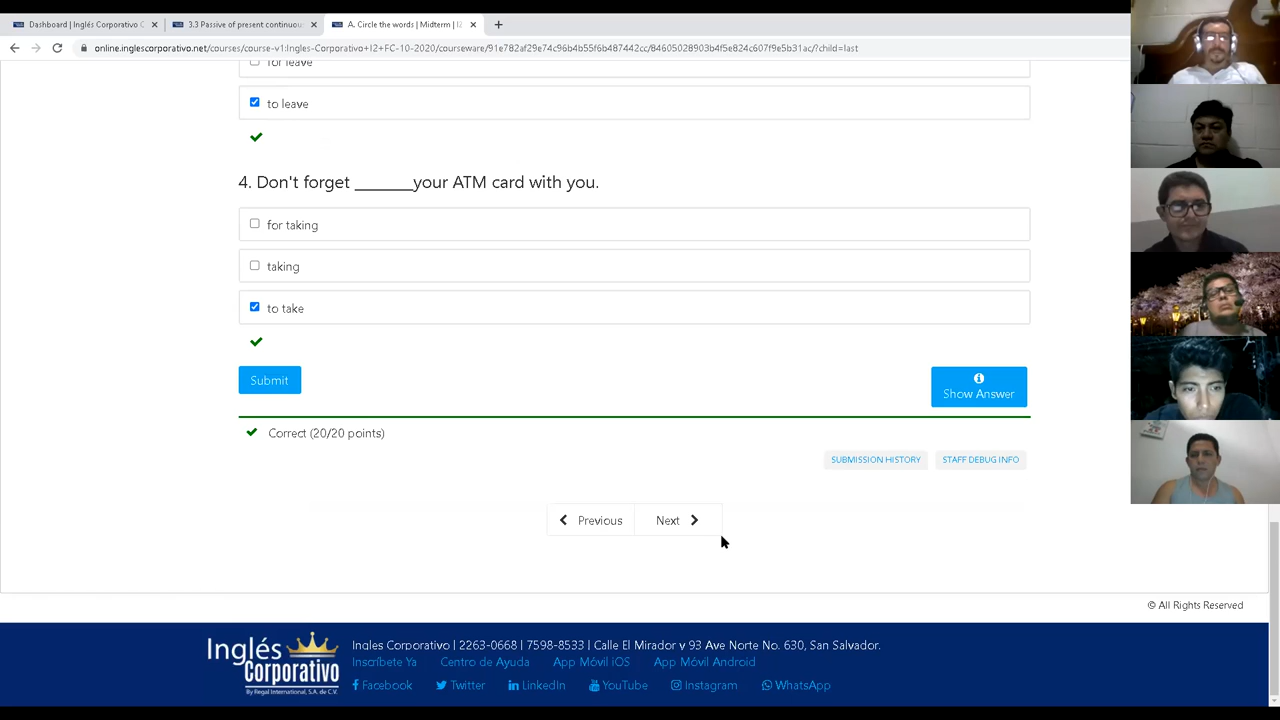 Dashboard | Inglés Corporativo C
3.3 Passive of present continuou
A. Circle the words | Midterm | I2
online.inglescorporativo.net/courses/course-v1:Ingles-Corporativo+I2+FC-10-2020/courseware/91e782af29e74c96b4b55f6b487442cc/84605028903b4f5e824c607f9e5b31ac/?child=last
for leave
to leave
4. Don't forget _______your ATM card with you.
for taking
taking
to take
Submit
Show Answer
Correct (20/20 points)
SUBMISSION HISTORY
STAFF DEBUG INFO
Previous
Next
© All Rights Reserved
Inglés
Corporativo
By Regal International, S.A. de C.V.
Ingles Corporativo | 2263-0668 | 7598-8533 | Calle El Mirador y 93 Ave Norte No. 630, San Salvador.
Inscríbete Ya Centro de Ayuda App Móvil iOS App Móvil Android
Facebook Twitter LinkedIn YouTube Instagram WhatsApp